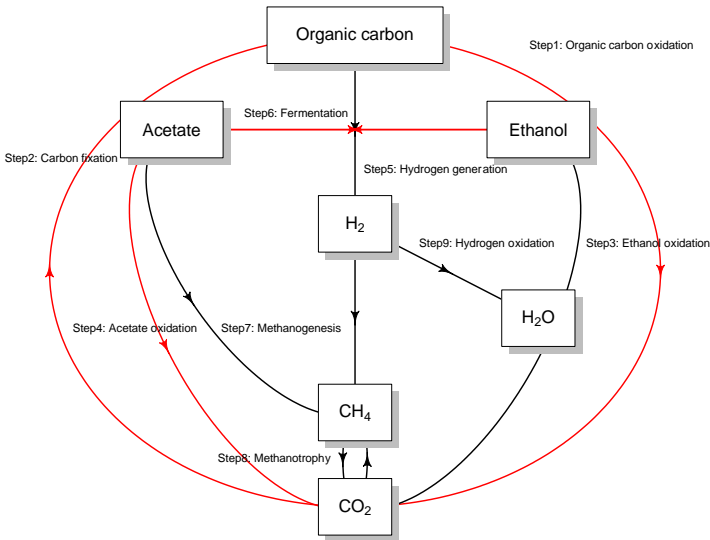 Organic carbon
Step1: Organic carbon oxidation
Step6: Fermentation
Acetate
Ethanol
Step2: Carbon fixation
Step5: Hydrogen generation
H₂
Step9: Hydrogen oxidation
Step3: Ethanol oxidation
H₂O
Step4: Acetate oxidation
Step7: Methanogenesis
CH₄
Step8: Methanotrophy
CO₂